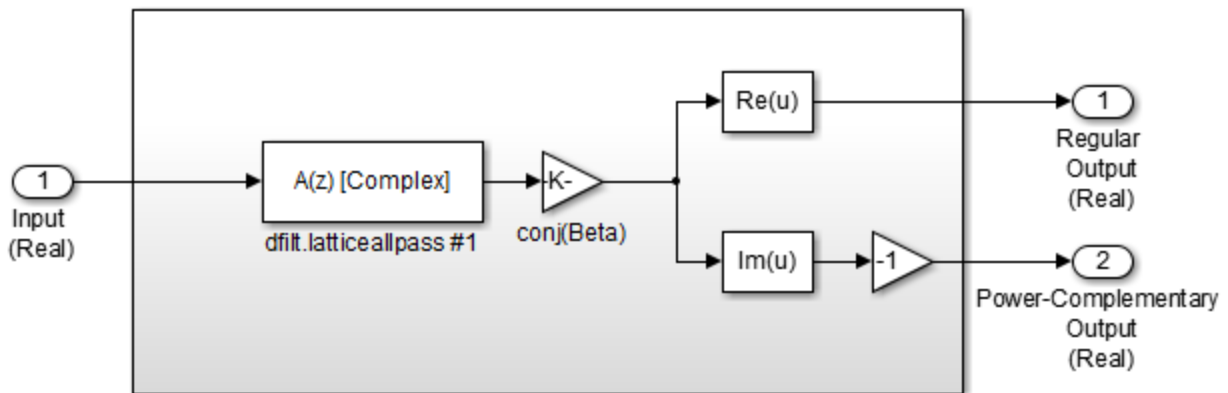 1
Input
(Real)
A(z) [Complex]
dfilt.latticeallpass #1
-K-
conj(Beta)
Re(u)
1
Regular
Output
(Real)
Im(u)
-1
2
Power-Complementary
Output
(Real)